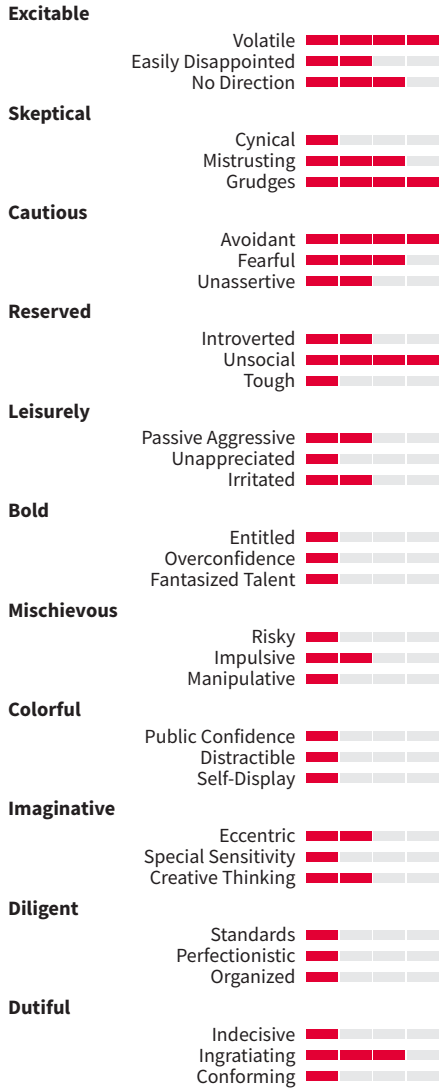 Excitable
Volatile
Easily Disappointed
No Direction
Skeptical
Cynical
Mistrusting
Grudges
Cautious
Avoidant
Fearful
Unassertive
Reserved
Introverted
Unsocial
Tough
Leisurely
Passive Aggressive
Unappreciated
Irritated
Bold
Entitled
Overconfidence
Fantasized Talent
Mischievous
Risky
Impulsive
Manipulative
Colorful
Public Confidence
Distractible
Self-Display
Imaginative
Eccentric
Special Sensitivity
Creative Thinking
Diligent
Standards
Perfectionistic
Organized
Dutiful
Indecisive
Ingratiating
Conforming